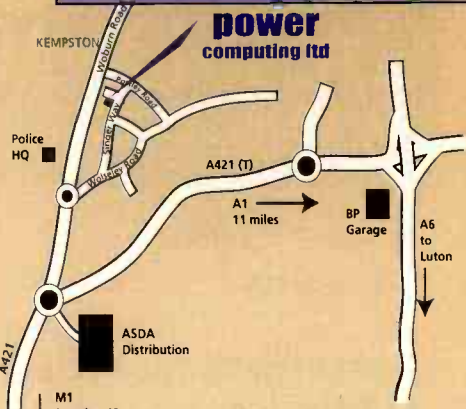 power
computing ltd
KEMPSTON
Woburn Road
Postley Road
Singer Way
Wolseley Road
Police
HQ
A421 (T)
A1
11 miles
BP
Garage
A6
to
Luton
ASDA
Distribution
A421
M1